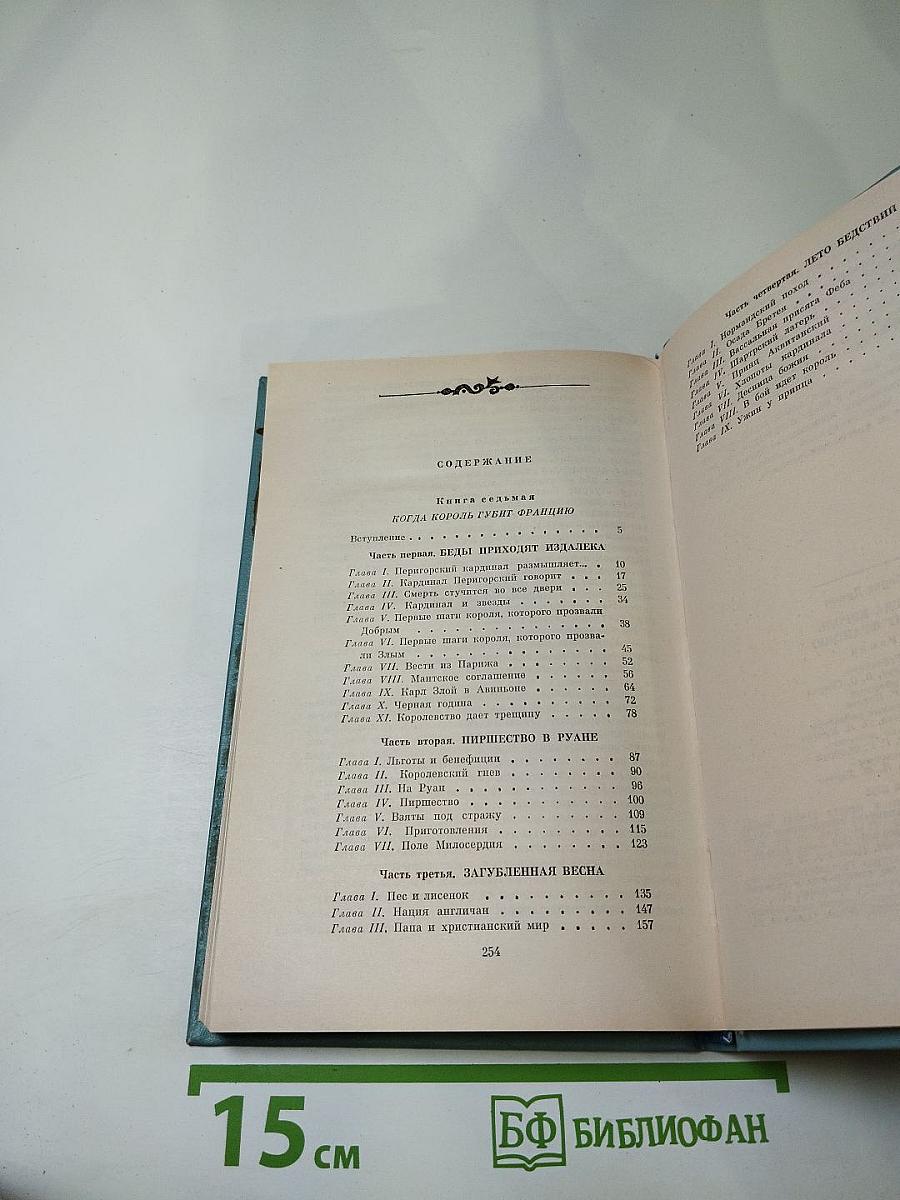 СОДЕРЖАНИЕ
Книга седьмая
КОГДА КОРОЛЬ ГУБИТ ФРАНЦИЮ
Вступление . . . . . . . . . . . . . . . . 5
Часть первая. БЕДЫ ПРИХОДЯТ ИЗДАЛЕКА
Глава I. Перигорский кардинал размышляет... . 10
Глава II. Кардинал Перигорский говорит . . . 17
Глава III. Смерть стучится во все двери . . . 25
Глава IV. Кардинал и звезды . . . . . . . 34
Глава V. Первые шаги короля, которого прозвали
Добрым . . . . . . . . . . . . . . 38
Глава VI. Первые шаги короля, которого прозва-
ли Злым . . . . . . . . . . . . . . 45
Глава VII. Вести из Парижа . . . . . . . . 52
Глава VIII. Мантское соглашение . . . . . . 56
Глава IX. Карл Злой в Авиньоне . . . . . . 64
Глава X. Черная година . . . . . . . . . . 72
Глава XI. Королевство дает трещину . . . . . 78
Часть вторая. ПИРШЕСТВО В РУАНЕ
Глава I. Льготы и бенефиции . . . . . . . . 87
Глава II. Королевский гнев . . . . . . . . . 90
Глава III. На Руан . . . . . . . . . . . . 96
Глава IV. Пиршество . . . . . . . . . . . 100
Глава V. Взяты под стражу . . . . . . . . 109
Глава VI. Приготовления . . . . . . . . . 115
Глава VII. Поле Милосердия . . . . . . . . 123
Часть третья. ЗАГУБЛЕННАЯ ВЕСНА
Глава I. Пес и лисенок . . . . . . . . . . 135
Глава II. Нация англичан . . . . . . . . . 147
Глава III. Папа и христианский мир . . . . . 157
254
Часть четвертая. ЛЕТО БЕДСТВИЙ
Глава I. Нормандский поход . . . . . .
Глава II. Осада Бретеи . . . . . . .
Глава III. Вассальная присяга Феба
Глава IV. Шартрский лагерь . . . . .
Глава V. Принц Аквитанский . . . . .
Глава VI. Хлопоты кардинала . . . . .
Глава VII. Десница божия . . . . . .
Глава VIII. В бой идет король . . . . .
Глава IX. Ужин у принца . . . . . . .
15 см
БФ БИБЛИОФАН